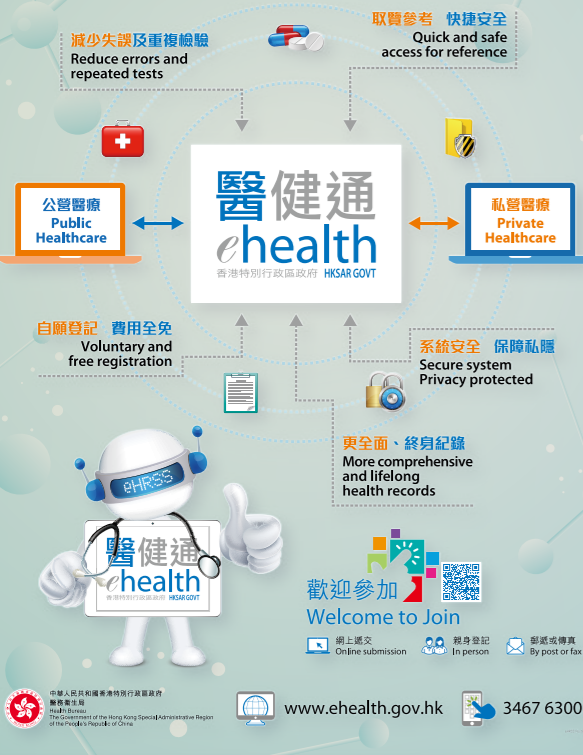 取覽參考 快捷安全
Quick and safe
access for reference
減少失誤及重複檢驗
Reduce errors and
repeated tests
公營醫療
Public
Healthcare
醫健通
ehealth
香港特別行政區政府 HKSAR GOVT
私營醫療
Private
Healthcare
自願登記 費用全免
Voluntary and
free registration
系統安全 保障私隱
Secure system
Privacy protected
更全面、終身紀錄
More comprehensive
and lifelong
health records
eHRSS
醫健通
ehealth
香港特別行政區政府 HKSAR GOVT
歡迎參加
Welcome to Join
網上遞交
Online submission
親身登記
In person
郵遞或傳真
By post or fax
中華人民共和國香港特別行政區政府
醫務衞生局
Health Bureau
The Government of the Hong Kong Special Administrative Region
of the People's Republic of China
www.ehealth.gov.hk
3467 6300